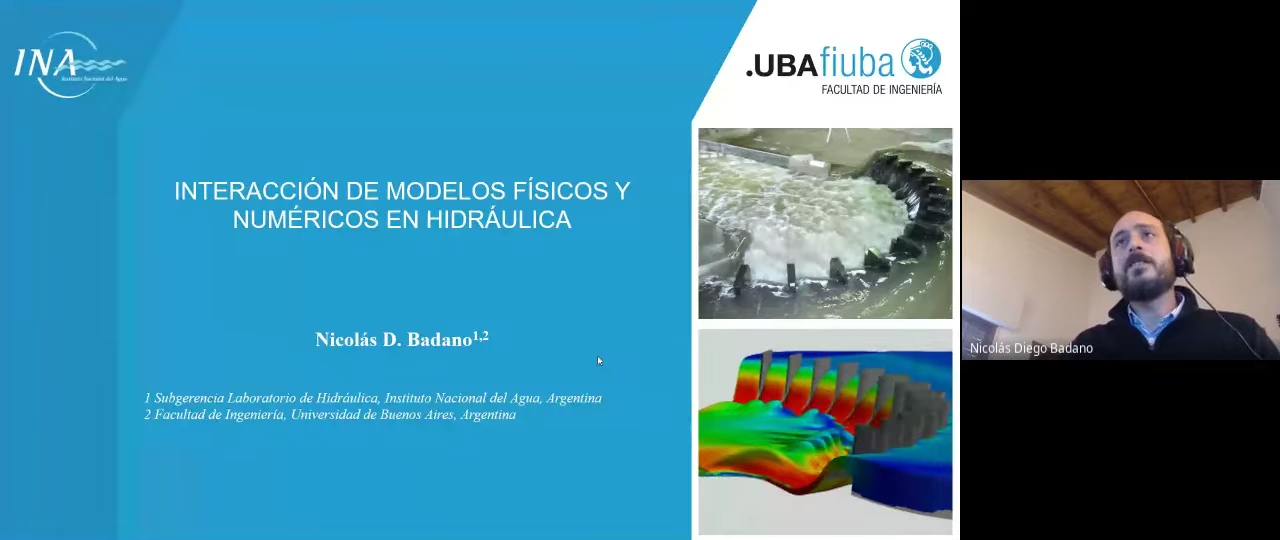 INA
Instituto Nacional del Agua
.UBAfiuba
FACULTAD DE INGENIERÍA
INTERACCIÓN DE MODELOS FÍSICOS Y
NUMÉRICOS EN HIDRÁULICA
Nicolás D. Badano1,2
1 Subgerencia Laboratorio de Hidráulica, Instituto Nacional del Agua, Argentina
2 Facultad de Ingeniería, Universidad de Buenos Aires, Argentina
Nicolás Diego Badano